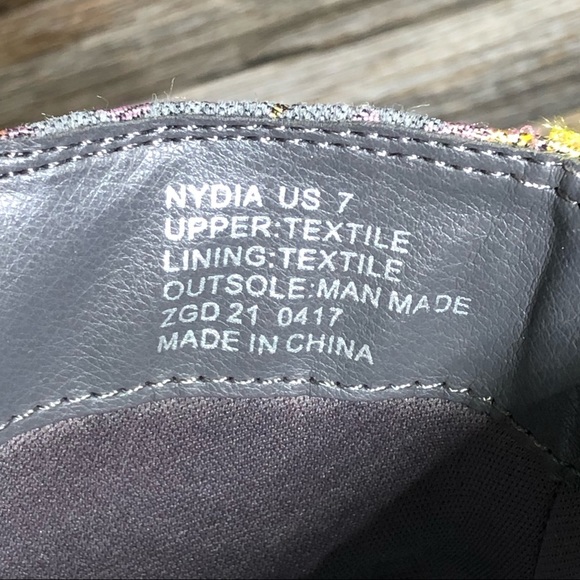 NYDIA US 7
UPPER:TEXTILE
LINING:TEXTILE
OUTSOLE:MAN MADE
ZGD 21 0417
MADE IN CHINA